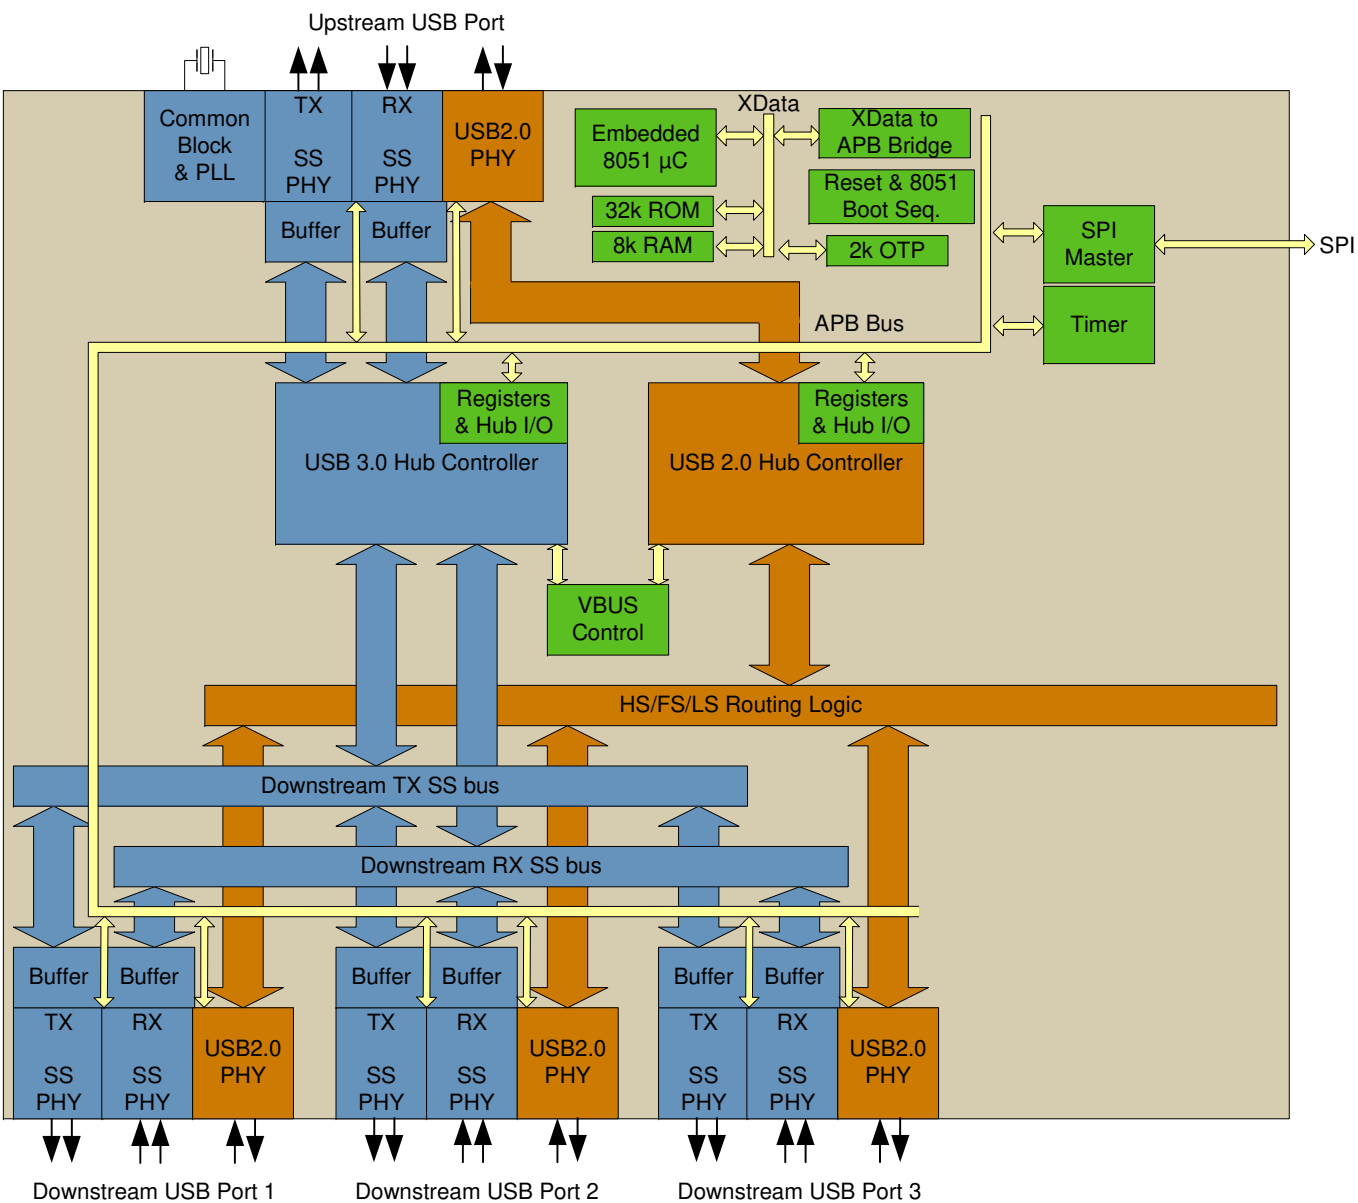 Upstream USB Port
Common
Block
& PLL
TX
SS
PHY
RX
SS
PHY
USB2.0
PHY
Buffer
Buffer
XData
Embedded
8051 µC
XData to
APB Bridge
Reset & 8051
Boot Seq.
32k ROM
8k RAM
2k OTP
SPI
Master
SPI
Timer
APB Bus
Registers
& Hub I/O
USB 3.0 Hub Controller
Registers
& Hub I/O
USB 2.0 Hub Controller
VBUS
Control
HS/FS/LS Routing Logic
Downstream TX SS bus
Downstream RX SS bus
Buffer
Buffer
TX
SS
PHY
RX
SS
PHY
USB2.0
PHY
Buffer
Buffer
TX
SS
PHY
RX
SS
PHY
USB2.0
PHY
Buffer
Buffer
TX
SS
PHY
RX
SS
PHY
USB2.0
PHY
Downstream USB Port 1
Downstream USB Port 2
Downstream USB Port 3